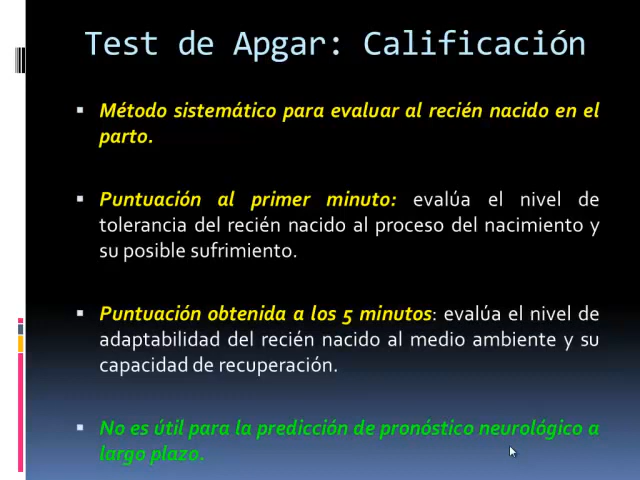 Test de Apgar: Calificación
Método sistemático para evaluar al recién nacido en el
parto.
Puntuación al primer minuto: evalúa el nivel de
tolerancia del recién nacido al proceso del nacimiento y
su posible sufrimiento.
Puntuación obtenida a los 5 minutos: evalúa el nivel de
adaptabilidad del recién nacido al medio ambiente y su
capacidad de recuperación.
No es útil para la predicción de pronóstico neurológico a
largo plazo.